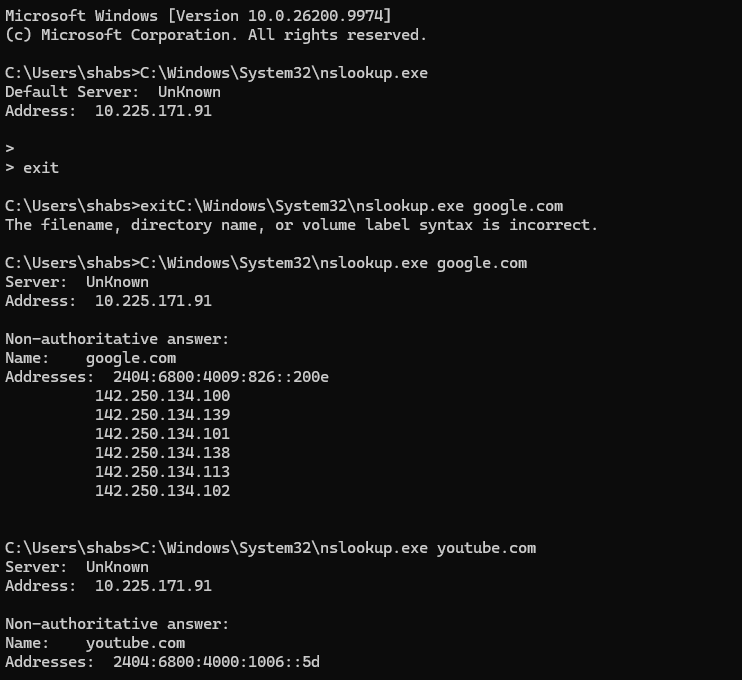 Microsoft Windows [Version 10.0.26200.9974]
(c) Microsoft Corporation. All rights reserved.
C:\Users\shabs>C:\Windows\System32\nslookup.exe
Default Server:  UnKnown
Address:  10.225.171.91
>
> exit
C:\Users\shabs>exitC:\Windows\System32\nslookup.exe google.com
The filename, directory name, or volume label syntax is incorrect.
C:\Users\shabs>C:\Windows\System32\nslookup.exe google.com
Server:  UnKnown
Address:  10.225.171.91
Non-authoritative answer:
Name:    google.com
Addresses:  2404:6800:4009:826::200e
142.250.134.100
142.250.134.139
142.250.134.101
142.250.134.138
142.250.134.113
142.250.134.102
C:\Users\shabs>C:\Windows\System32\nslookup.exe youtube.com
Server:  UnKnown
Address:  10.225.171.91
Non-authoritative answer:
Name:    youtube.com
Addresses:  2404:6800:4000:1006::5d